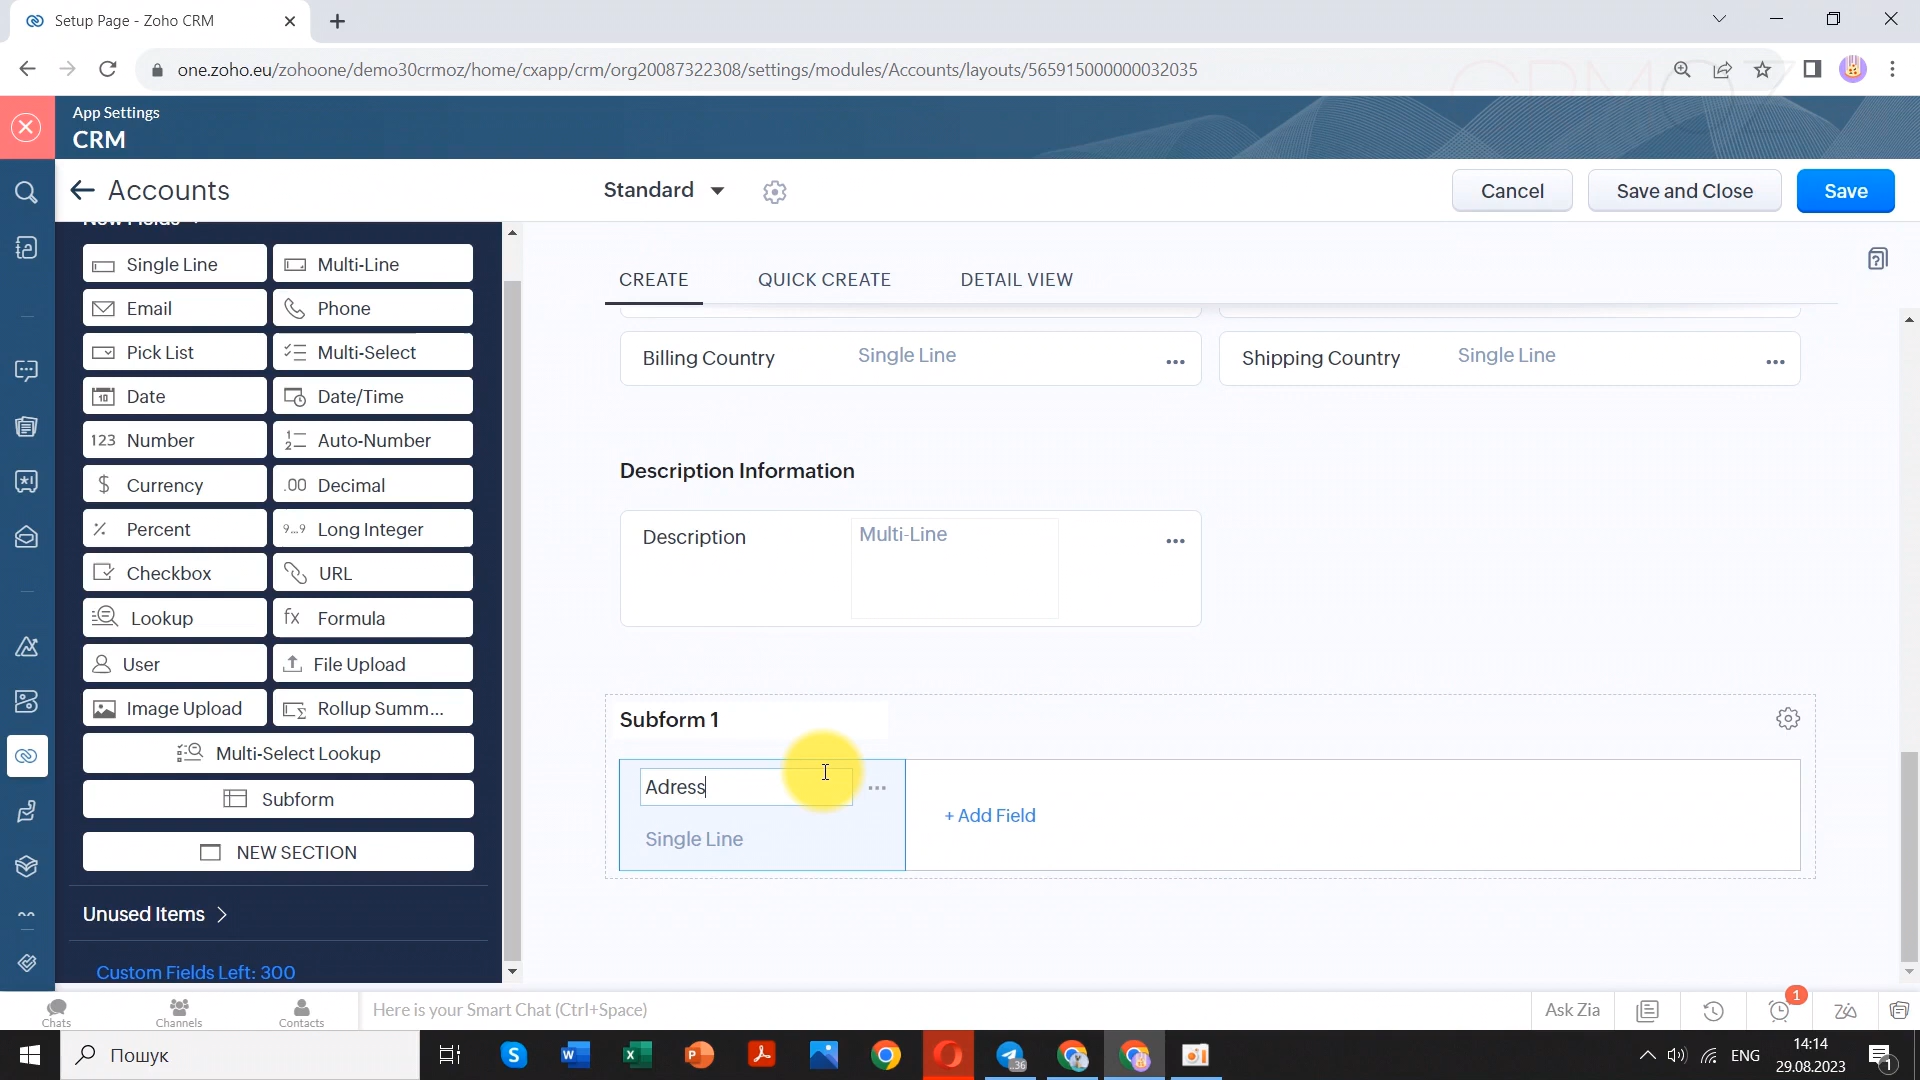 Setup Page - Zoho CRM
one.zoho.eu/zohoone/demo30crmoz/home/cxapp/crm/org20087322308/settings/modules/Accounts/layouts/565915000000032035
App Settings
CRM
Accounts
Standard
Cancel
Save and Close
Save
New Fields
Single Line
Multi-Line
Email
Phone
Pick List
Multi-Select
Date
Date/Time
Number
Auto-Number
Currency
Decimal
Percent
Long Integer
Checkbox
URL
Lookup
Formula
User
File Upload
Image Upload
Rollup Summ...
Multi-Select Lookup
Subform
NEW SECTION
Unused Items
Custom Fields Left: 300
CREATE
QUICK CREATE
DETAIL VIEW
Billing Country
Single Line
Shipping Country
Single Line
Description Information
Description
Multi-Line
Subform 1
Adress
Single Line
+ Add Field
Chats
Channels
Contacts
Here is your Smart Chat (Ctrl+Space)
Ask Zia
1
Пошук
36
ENG
14:14
29.08.2023
1